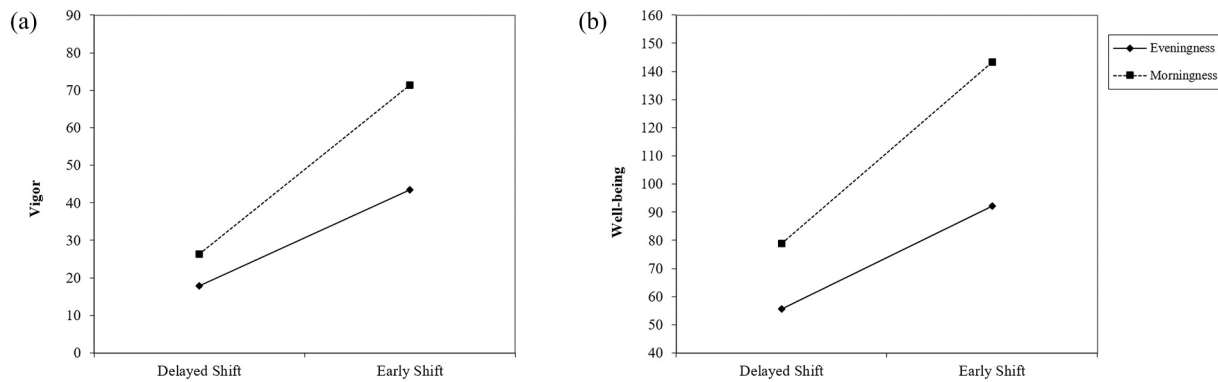 (a)
90
80
70
60
50
40
30
20
10
0
Vigor
Delayed Shift
Early Shift
(b)
160
150
140
130
120
110
100
90
80
70
60
50
40
Well-being
Delayed Shift
Early Shift
Eveningness
Morningness